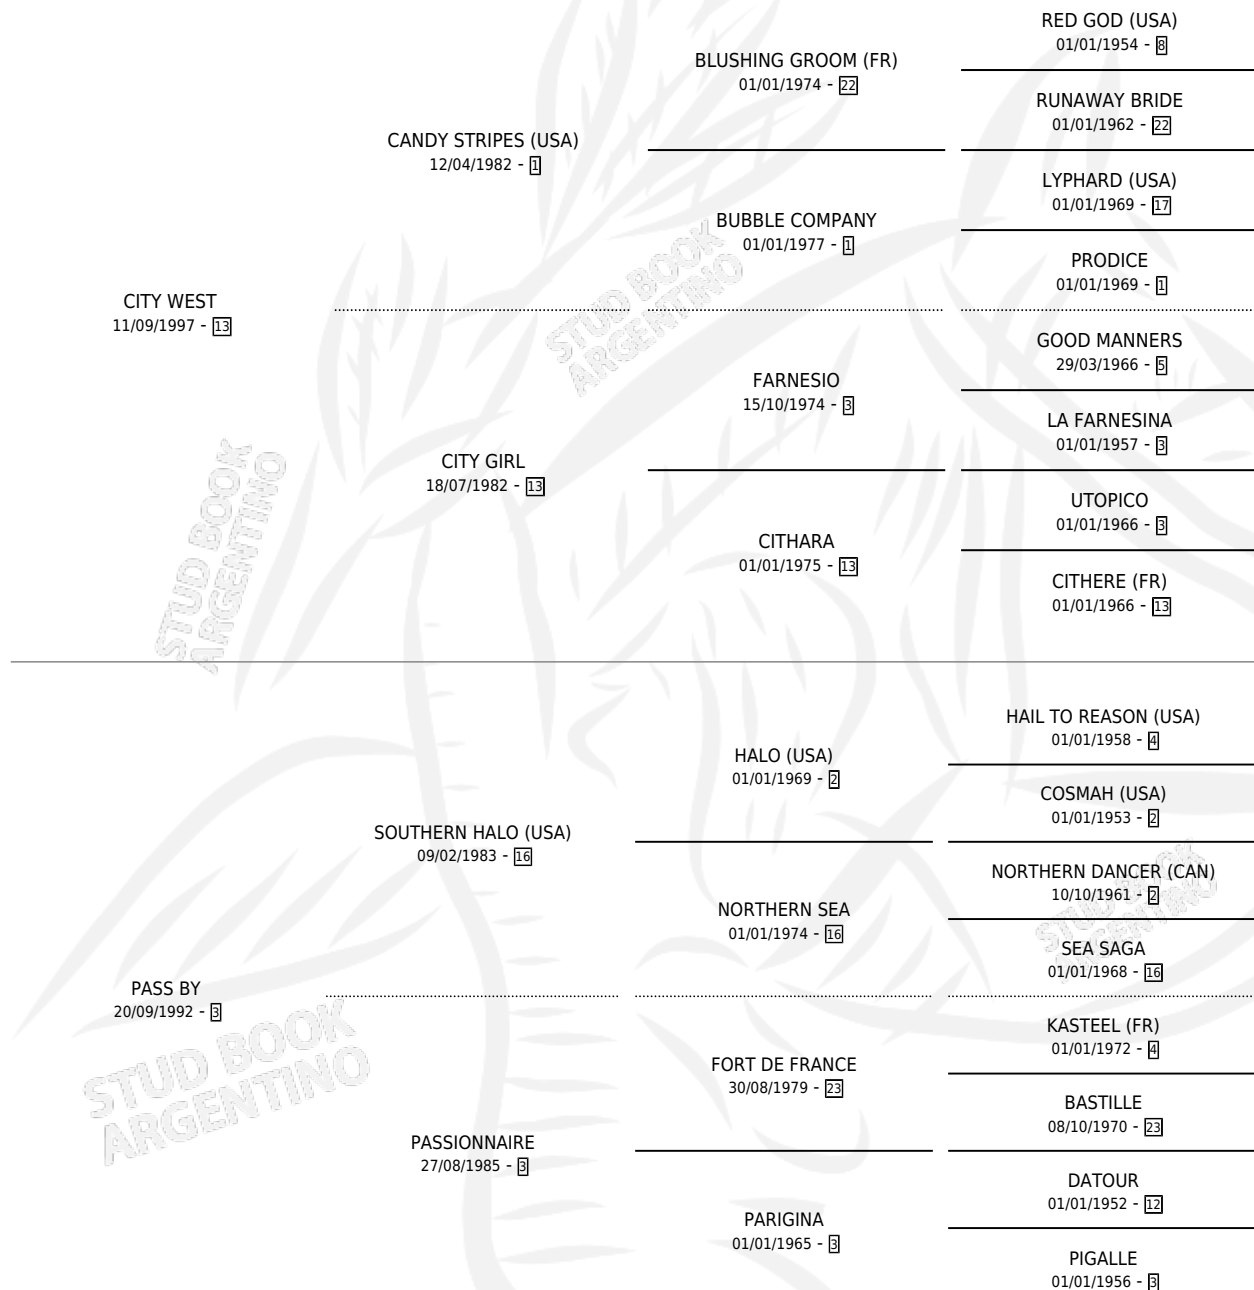 RED GOD (USA)
01/01/1954 - 8
BLUSHING GROOM (FR)
01/01/1974 - 22
RUNAWAY BRIDE
01/01/1962 - 22
CANDY STRIPES (USA)
12/04/1982 - 1
LYPHARD (USA)
01/01/1969 - 17
BUBBLE COMPANY
01/01/1977 - 1
PRODICE
01/01/1969 - 1
CITY WEST
11/09/1997 - 13
GOOD MANNERS
29/03/1966 - 5
FARNESIO
15/10/1974 - 3
LA FARNESINA
01/01/1957 - 3
CITY GIRL
18/07/1982 - 13
UTOPICO
01/01/1966 - 3
CITHARA
01/01/1975 - 13
CITHERE (FR)
01/01/1966 - 13
HAIL TO REASON (USA)
01/01/1958 - 4
HALO (USA)
01/01/1969 - 2
COSMAH (USA)
01/01/1953 - 2
SOUTHERN HALO (USA)
09/02/1983 - 16
NORTHERN DANCER (CAN)
10/10/1961 - 2
NORTHERN SEA
01/01/1974 - 16
SEA SAGA
01/01/1968 - 16
PASS BY
20/09/1992 - 3
KASTEEL (FR)
01/01/1972 - 4
FORT DE FRANCE
30/08/1979 - 23
BASTILLE
08/10/1970 - 23
PASSIONNAIRE
27/08/1985 - 3
DATOUR
01/01/1952 - 12
PARIGINA
01/01/1965 - 3
PIGALLE
01/01/1956 - 3
STUD BOOK
ARGENTINO
STUD BOOK
ARGENTINO
STUD BOOK
ARGENTINO
STUD BOOK
ARGENTINO